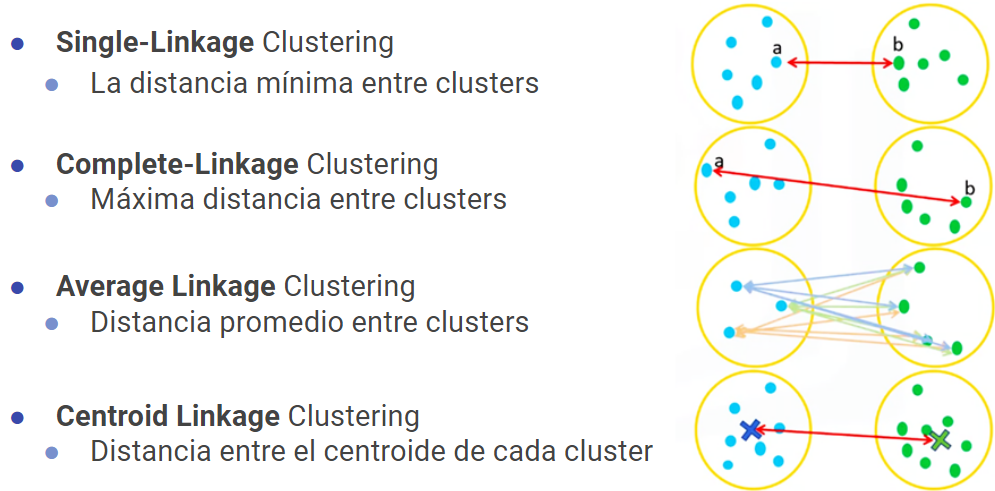 Single-Linkage Clustering
La distancia mínima entre clusters
a
b
Complete-Linkage Clustering
Máxima distancia entre clusters
a
b
Average Linkage Clustering
Distancia promedio entre clusters
Centroid Linkage Clustering
Distancia entre el centroide de cada cluster